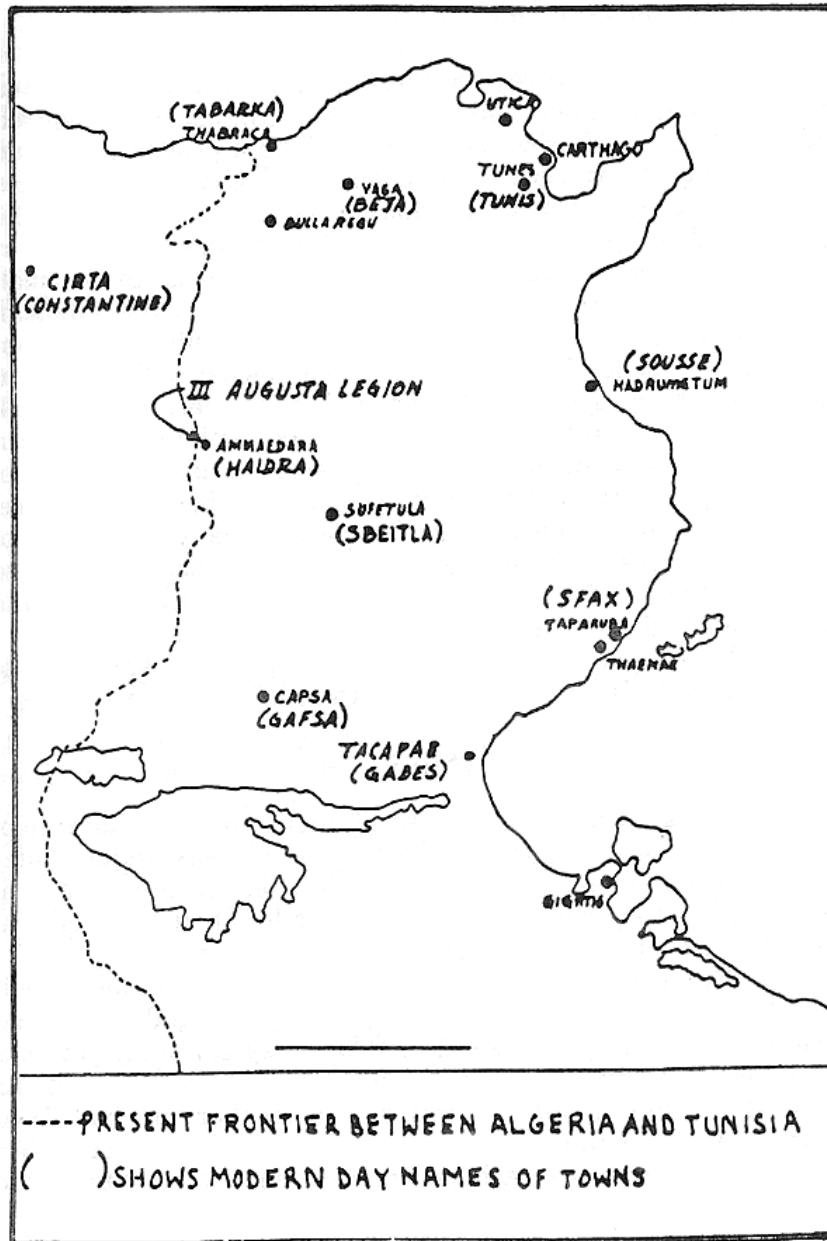 UTICA
(TABARKA)
THABRACA
CARTHAGO
TUNES
(TUNIS)
VAGA
(BEJA)
BULLA REGU
CIRTA
(CONSTANTINE)
(SOUSSE)
HADRUMETUM
III AUGUSTA LEGION
AMMAEDARA
(HAIDRA)
SUFETULA
(SBEITLA)
(SFAX)
TAPARURA
THAENAE
CAPSA
(GAFSA)
TACAPAE
(GABES)
GIGHTIS
----PRESENT FRONTIER BETWEEN ALGERIA AND TUNISIA
( ) SHOWS MODERN DAY NAMES OF TOWNS